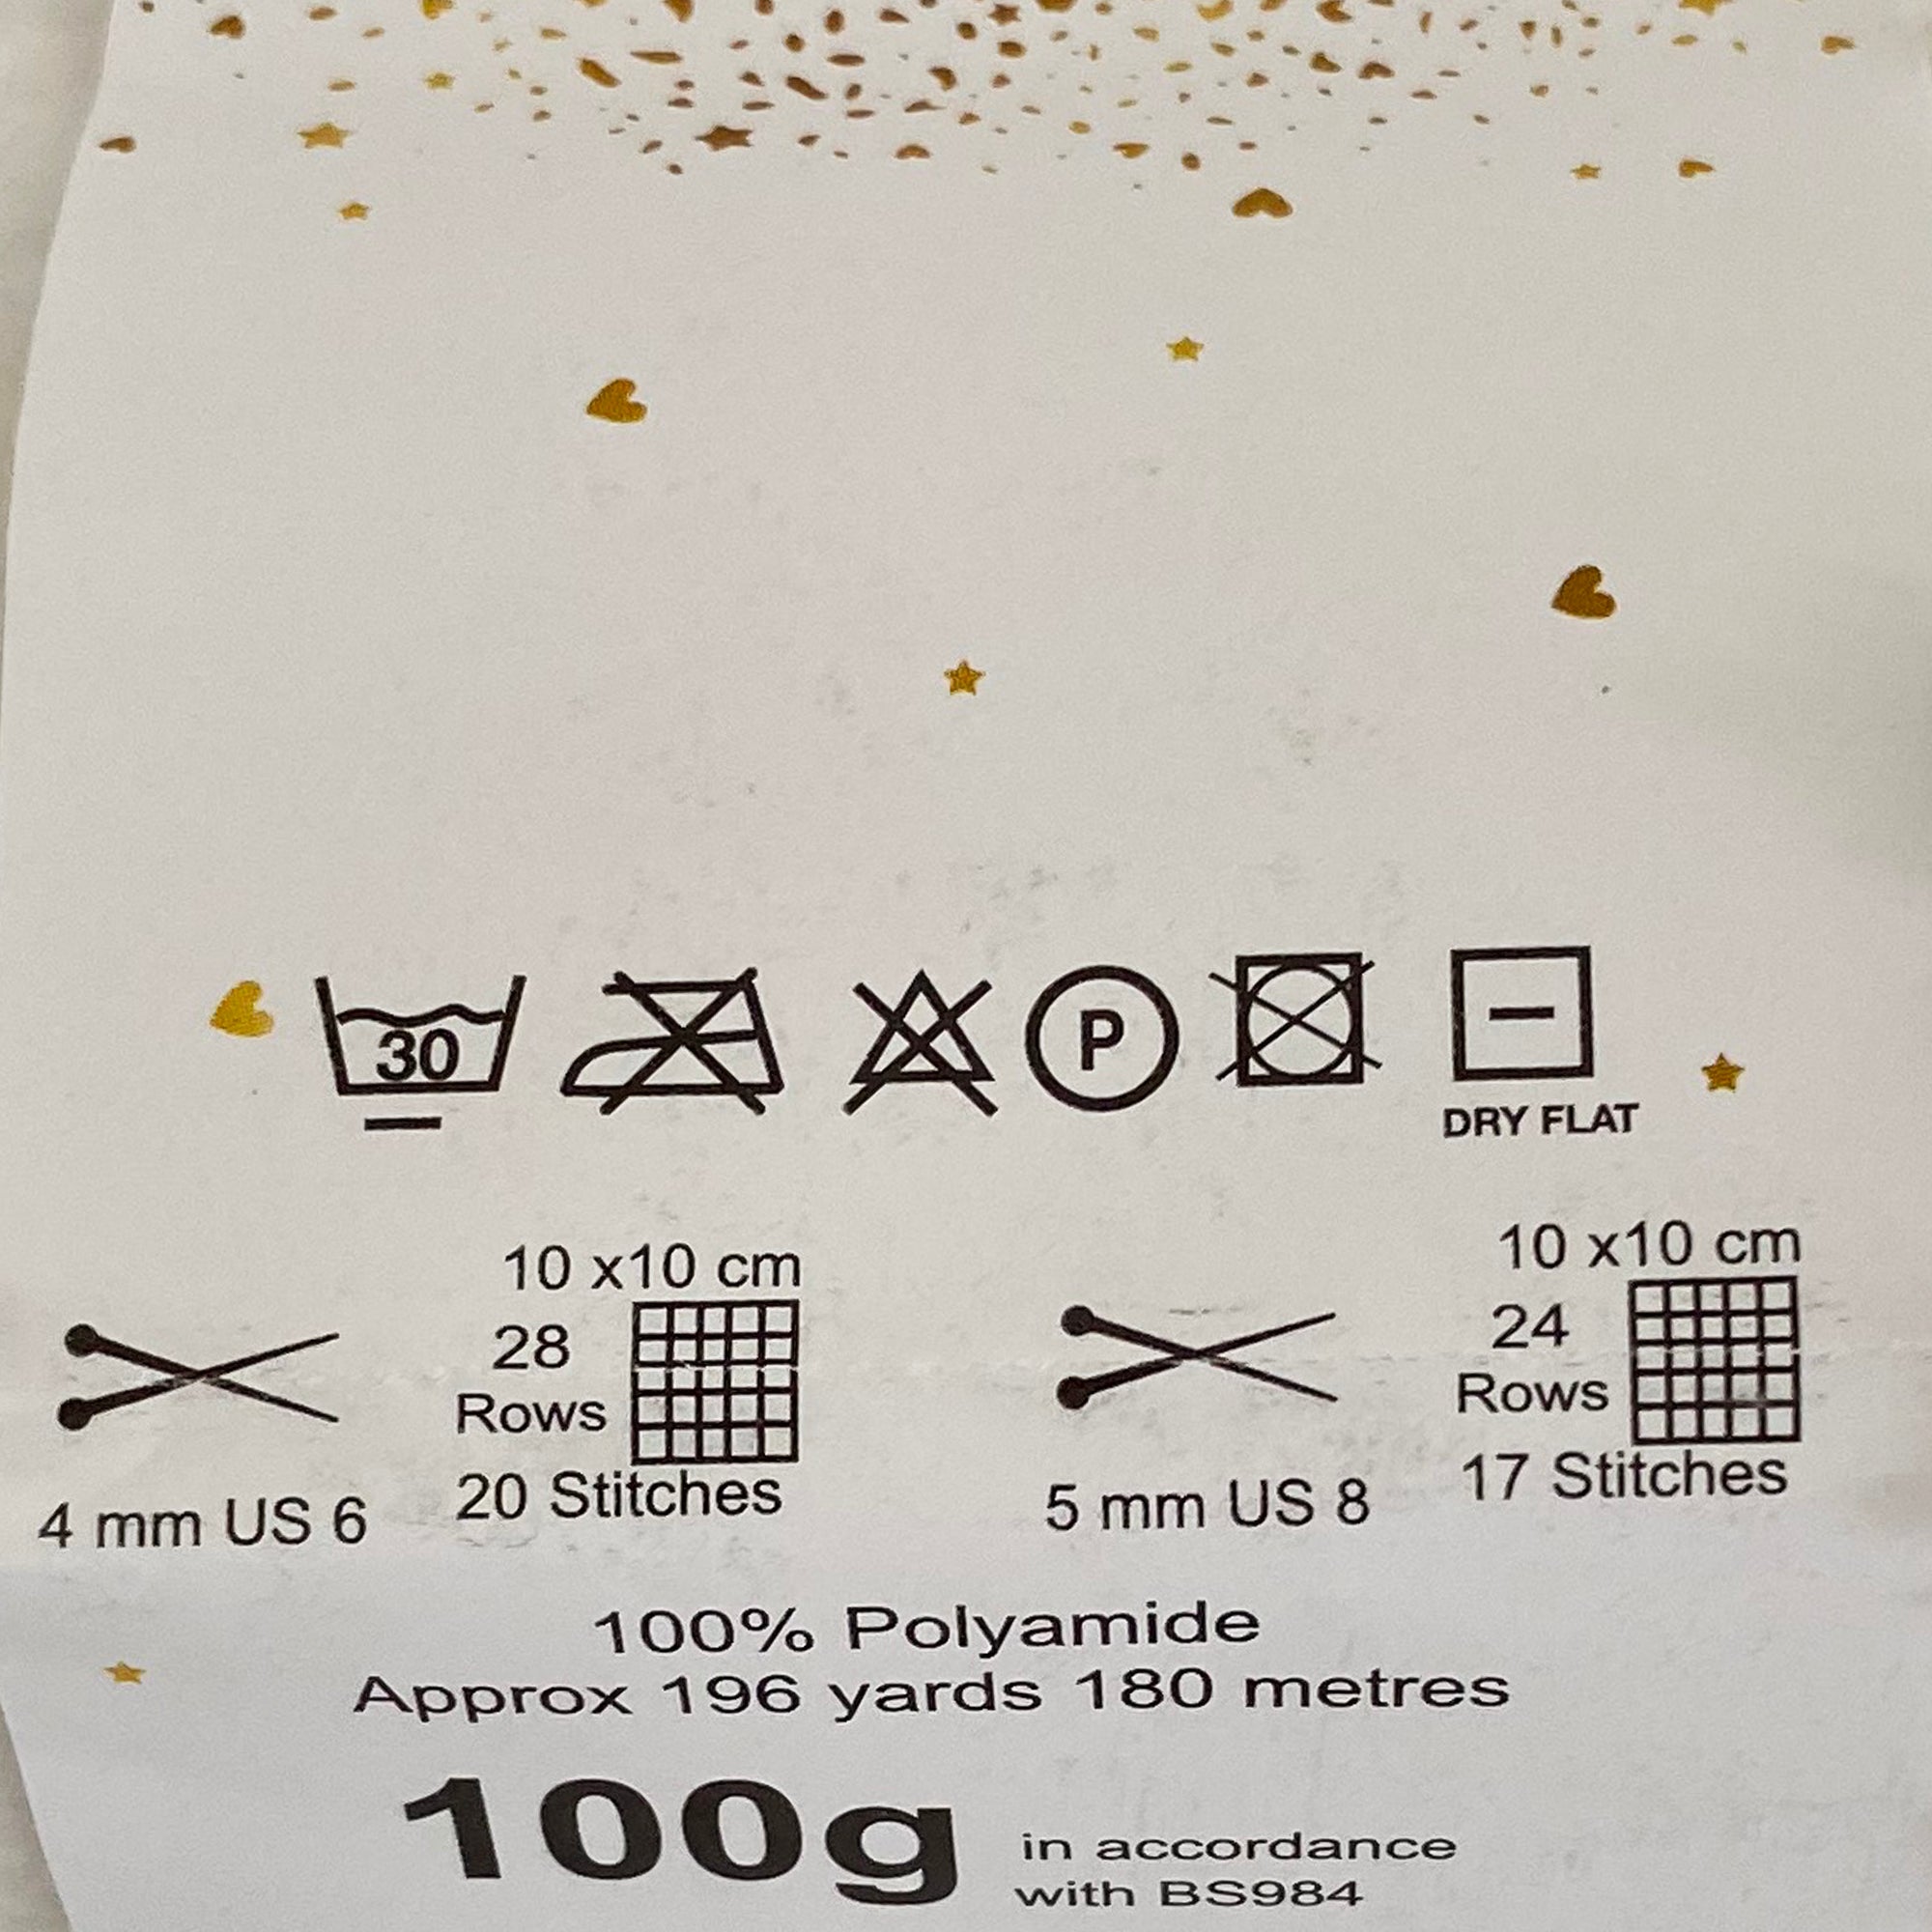 30
P
DRY FLAT
10 x10 cm
28
Rows
20 Stitches
4 mm US 6
10 x10 cm
24
Rows
17 Stitches
5 mm US 8
100% Polyamide
Approx 196 yards 180 metres
100g
in accordance
with BS984